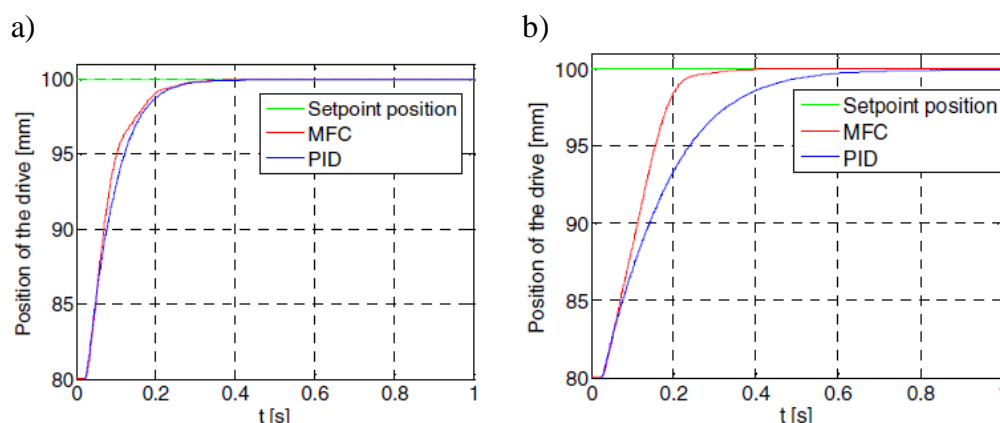 a)
100
95
90
85
80
Position of the drive [mm]
Setpoint position
MFC
PID
0
0.2
0.4
0.6
0.8
1
t [s]
b)
100
95
90
85
80
Position of the drive [mm]
Setpoint position
MFC
PID
0
0.2
0.4
0.6
0.8
t [s]